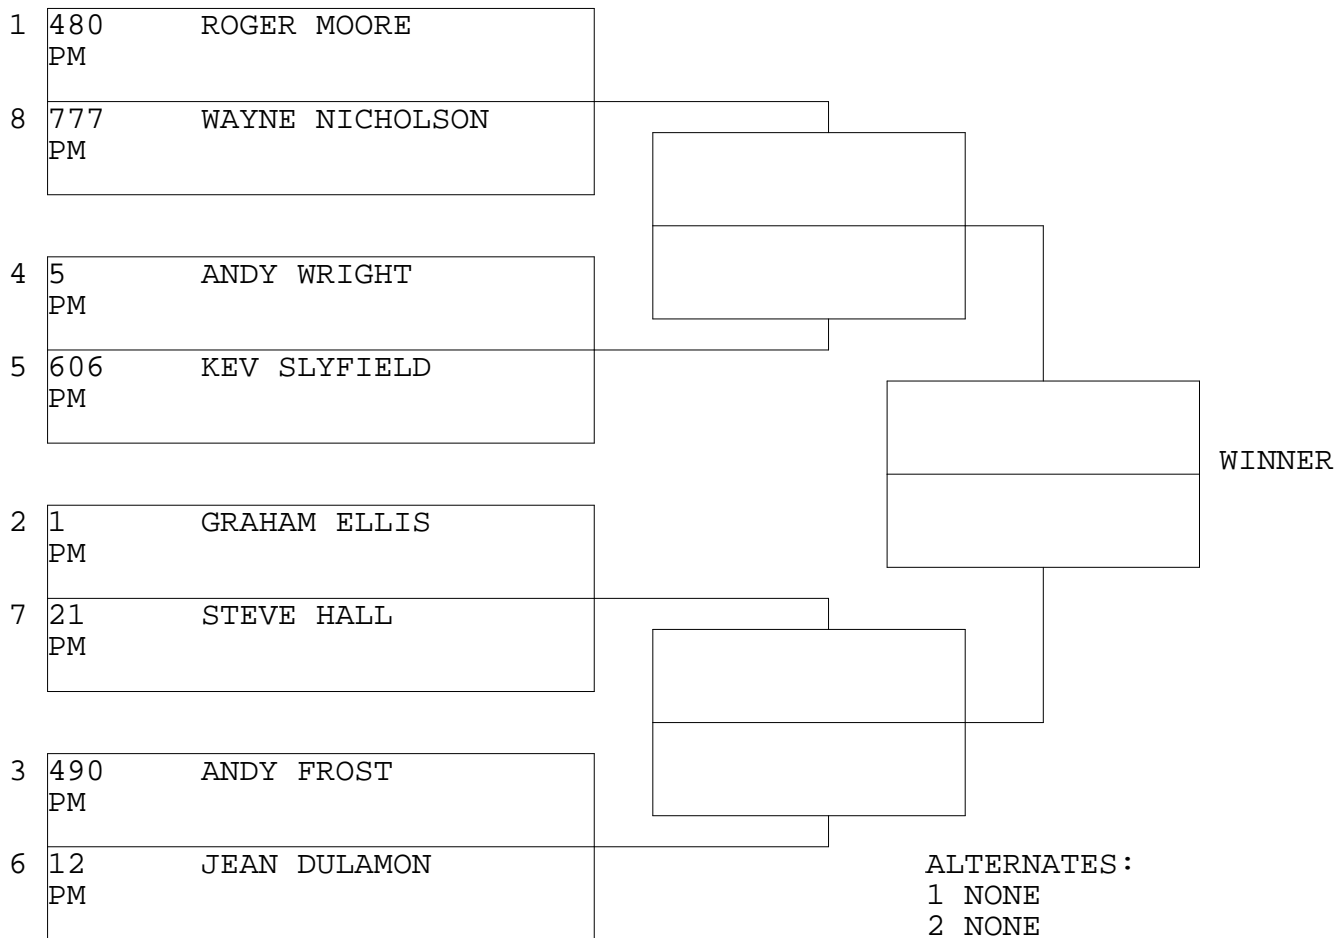 1 480 ROGER MOORE
PM
8 777 WAYNE NICHOLSON
PM
4 5 ANDY WRIGHT
PM
5 606 KEV SLYFIELD
PM
WINNER
2 1 GRAHAM ELLIS
PM
7 21 STEVE HALL
PM
3 490 ANDY FROST
PM
6 12 JEAN DULAMON
PM
ALTERNATES:
1 NONE
2 NONE